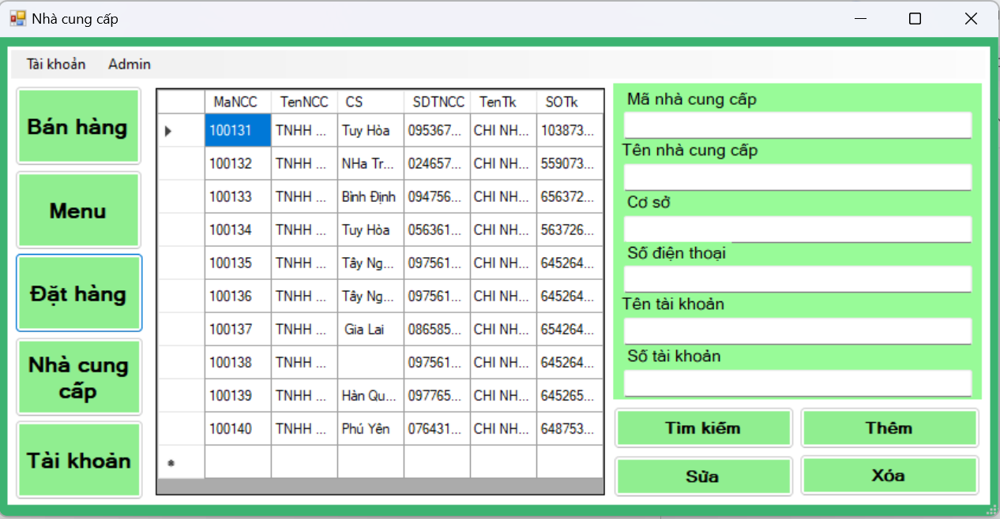 Nhà cung cấp
Tài khoản Admin
Bán hàng
Menu
Đặt hàng
Nhà cung
cấp
Tài khoản
MaNCC TenNCC CS SDTNCC TenTk SOTk
100131 TNHH ... Tuy Hòa 095367... CHI NH... 103873...
100132 TNHH ... NHa Tr... 024657... CHI NH... 559073...
100133 TNHH ... Bình Định 094756... CHI NH... 656372...
100134 TNHH ... Tuy Hòa 056361... CHI NH... 563726...
100135 TNHH ... Tây Ng... 097561... CHI NH... 645264...
100136 TNHH ... Tây Ng... 097561... CHI NH... 645264...
100137 TNHH ... Gia Lai 086585... CHI NH... 654264...
100138 TNHH ... 097561... CHI NH... 645264...
100139 TNHH ... Hàn Qu... 097765... CHI NH... 645265...
100140 TNHH ... Phú Yên 076431... CHI NH... 648753...
Mã nhà cung cấp
Tên nhà cung cấp
Cơ sở
Số điện thoại
Tên tài khoản
Số tài khoản
Tìm kiếm Thêm
Sửa Xóa